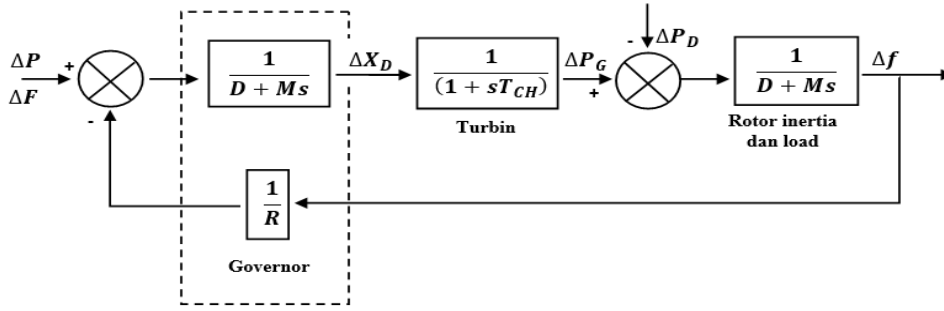 ΔP
ΔF
+
-
1
D + Ms
ΔX_D
1
(1 + sT_CH)
Turbin
ΔP_G
+
-
ΔP_D
1
D + Ms
Rotor inertia
dan load
Δf
1
R
Governor